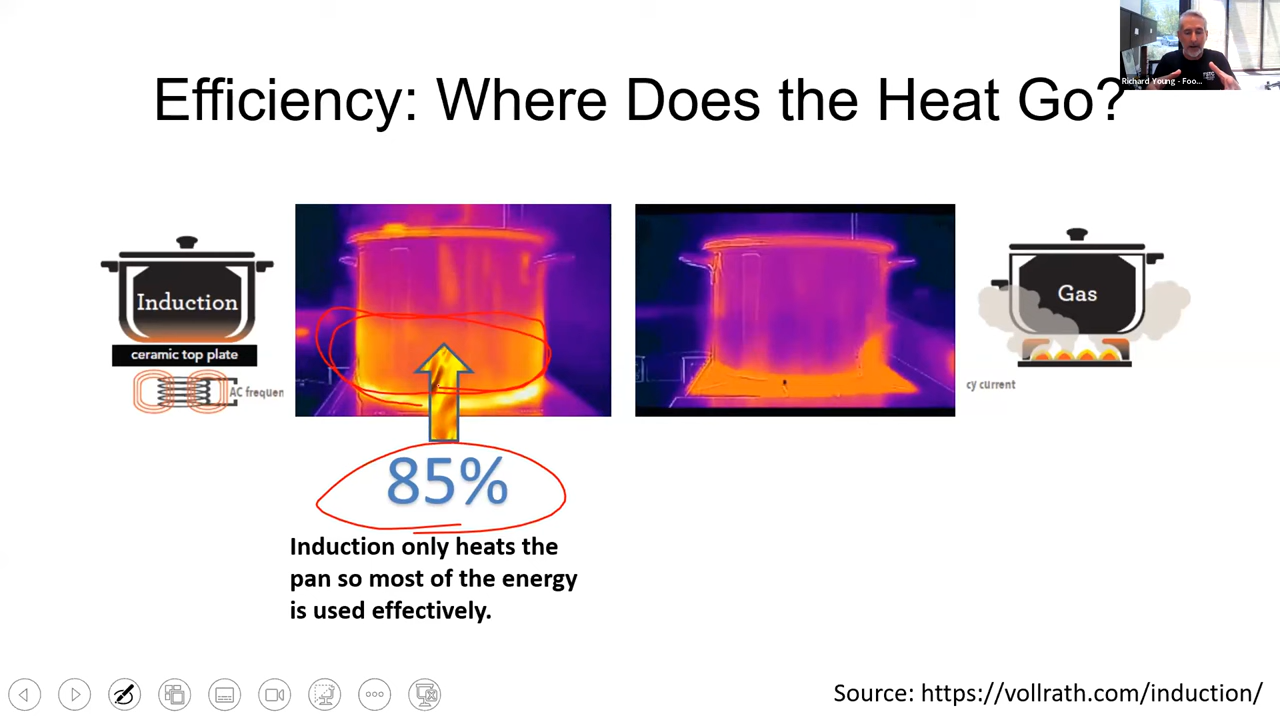 Efficiency: Where Does the Heat Go?
Richard Young - Foo...
Induction
ceramic top plate
AC frequen
Gas
cy current
85%
Induction only heats the
pan so most of the energy
is used effectively.
Source: https://vollrath.com/induction/